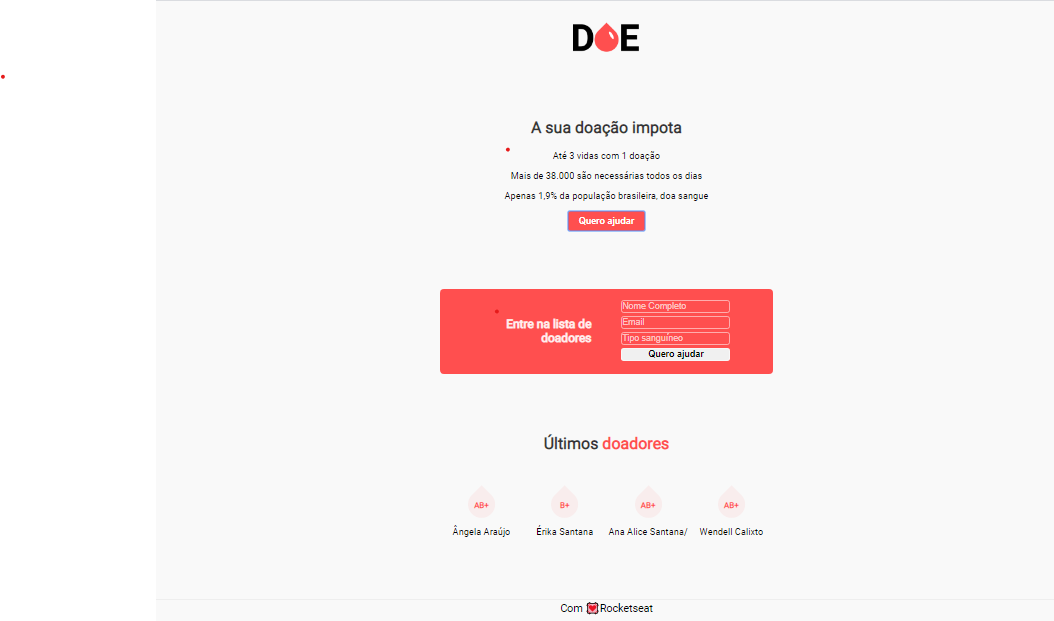 DOE
A sua doação impota
Até 3 vidas com 1 doação
Mais de 38.000 são necessárias todos os dias
Apenas 1,9% da população brasileira, doa sangue
Quero ajudar
Entre na lista de
doadores
Nome Completo
Email
Tipo sanguíneo
Quero ajudar
Últimos doadores
AB+
B+
AB+
AB+
Ângela Araújo
Érika Santana
Ana Alice Santana/
Wendell Calixto
Com Rocketseat